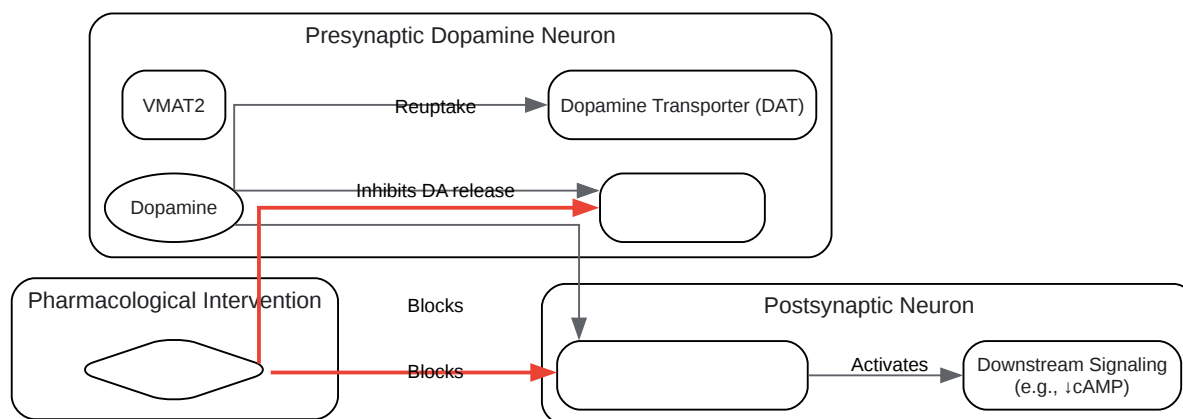 Presynaptic Dopamine Neuron
VMAT2
Reuptake
Dopamine Transporter (DAT)
Dopamine
Inhibits DA release
Pharmacological Intervention
Blocks
Postsynaptic Neuron
Blocks
Activates
Downstream Signaling
(e.g., ↓cAMP)